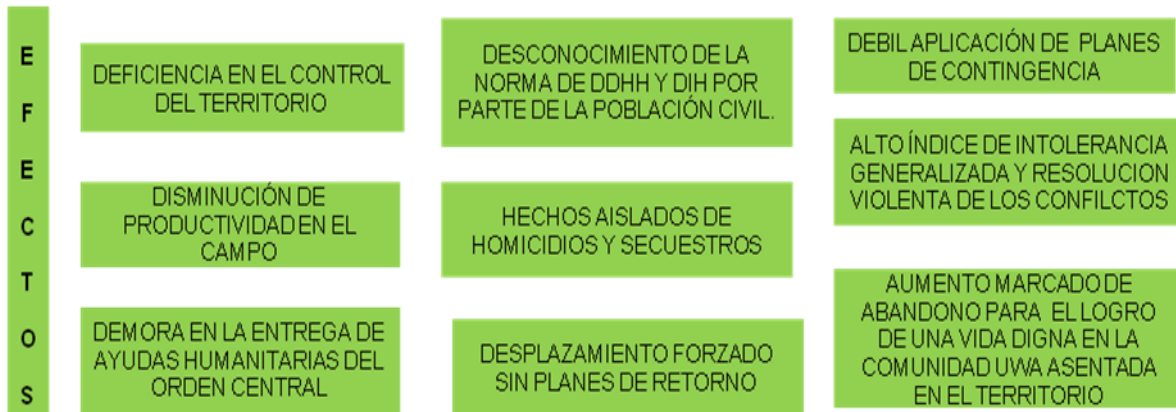 EFECTOS
DEFICIENCIA EN EL CONTROL
DEL TERRITORIO
DISMINUCIÓN DE
PRODUCTIVIDAD EN EL
CAMPO
DEMORA EN LA ENTREGA DE
AYUDAS HUMANITARIAS DEL
ORDEN CENTRAL
DESCONOCIMIENTO DE LA
NORMA DE DDHH Y DIH POR
PARTE DE LA POBLACIÓN CIVIL.
HECHOS AISLADOS DE
HOMICIDIOS Y SECUESTROS
DESPLAZAMIENTO FORZADO
SIN PLANES DE RETORNO
DEBIL APLICACIÓN DE PLANES
DE CONTINGENCIA
ALTO ÍNDICE DE INTOLERANCIA
GENERALIZADA Y RESOLUCION
VIOLENTA DE LOS CONFILCTOS
AUMENTO MARCADO DE
ABANDONO PARA EL LOGRO
DE UNA VIDA DIGNA EN LA
COMUNIDAD UWA ASENTADA
EN EL TERRITORIO